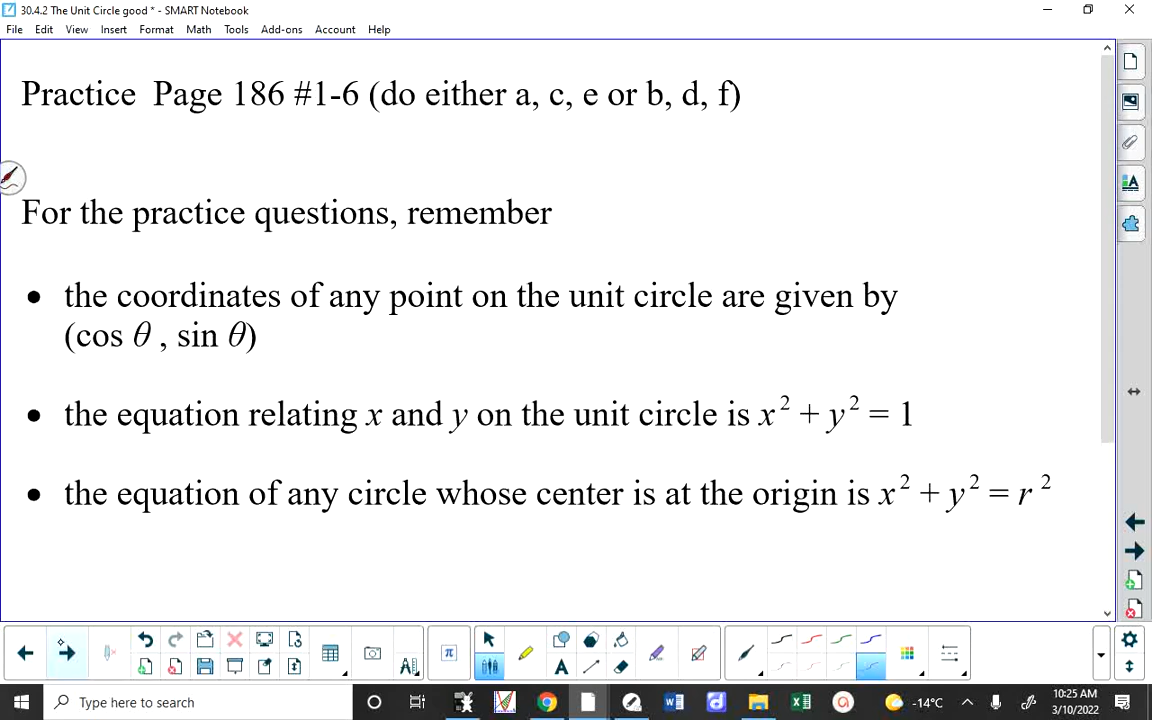 30.4.2 The Unit Circle good * - SMART Notebook
File Edit View Insert Format Math Tools Add-ons Account Help
Practice Page 186 #1-6 (do either a, c, e or b, d, f)
For the practice questions, remember
• the coordinates of any point on the unit circle are given by
(cos θ , sin θ)
• the equation relating x and y on the unit circle is x² + y² = 1
• the equation of any circle whose center is at the origin is x² + y² = r²
Type here to search
-14°C
10:25 AM
3/10/2022